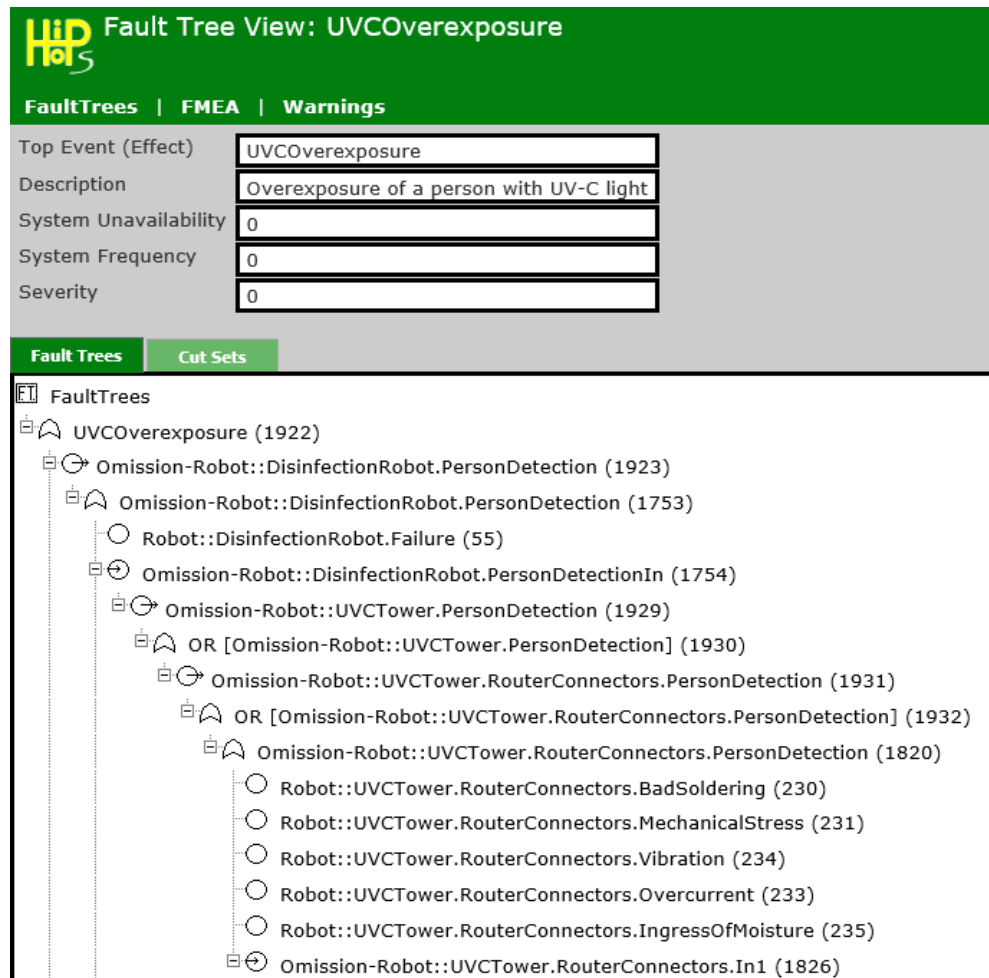 HiP HOPS
Fault Tree View: UVCOverexposure
FaultTrees | FMEA | Warnings
Top Event (Effect) UVCOverexposure
Description Overexposure of a person with UV-C light
System Unavailability 0
System Frequency 0
Severity 0
Fault Trees Cut Sets
F.T. FaultTrees
UVCOverexposure (1922)
Omission-Robot::DisinfectionRobot.PersonDetection (1923)
Omission-Robot::DisinfectionRobot.PersonDetection (1753)
Robot::DisinfectionRobot.Failure (55)
Omission-Robot::DisinfectionRobot.PersonDetectionIn (1754)
Omission-Robot::UVCTower.PersonDetection (1929)
OR [Omission-Robot::UVCTower.PersonDetection] (1930)
Omission-Robot::UVCTower.RouterConnectors.PersonDetection (1931)
OR [Omission-Robot::UVCTower.RouterConnectors.PersonDetection] (1932)
Omission-Robot::UVCTower.RouterConnectors.PersonDetection (1820)
Robot::UVCTower.RouterConnectors.BadSoldering (230)
Robot::UVCTower.RouterConnectors.MechanicalStress (231)
Robot::UVCTower.RouterConnectors.Vibration (234)
Robot::UVCTower.RouterConnectors.Overcurrent (233)
Robot::UVCTower.RouterConnectors.IngressOfMoisture (235)
Omission-Robot::UVCTower.RouterConnectors.In1 (1826)